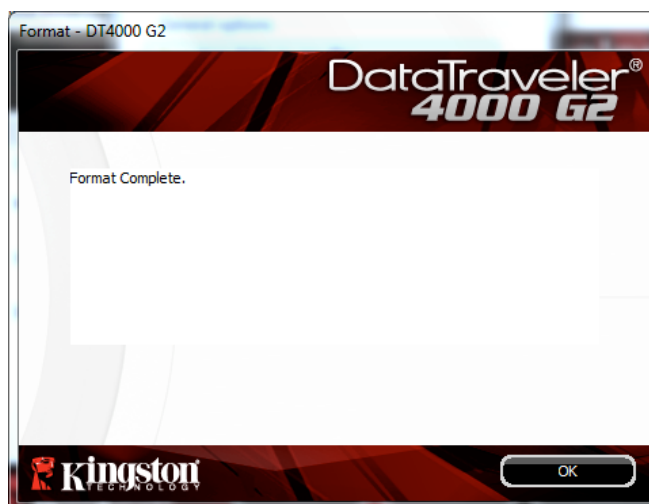 Format - DT4000 G2
DataTraveler®
4000 G2
Format Complete.
Kingston
TECHNOLOGY
OK